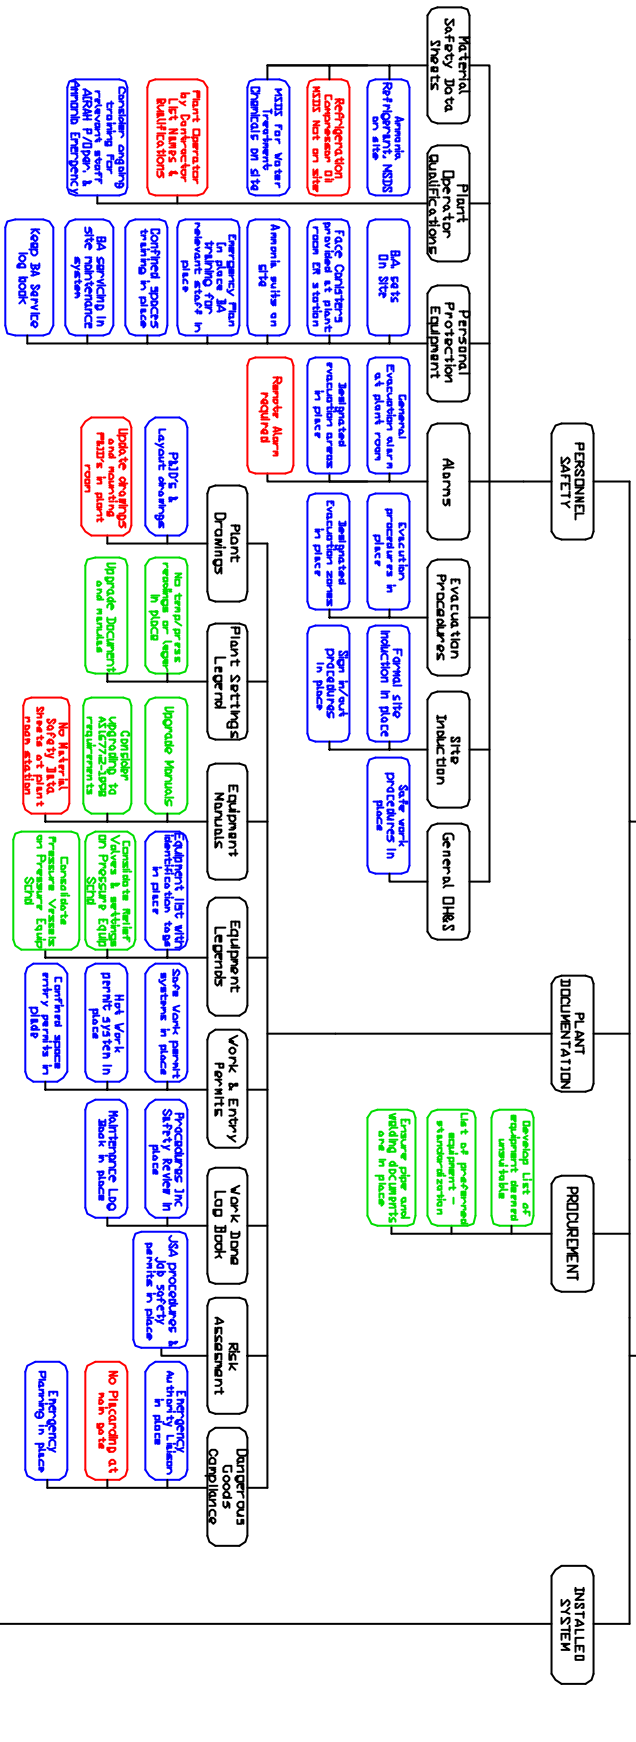 PERSONNEL
SAFETY
Material
Safety Data
Sheets
Ammonia
Refrigerant, MSDS
on site
Refrigeration
Compressor Oil
MSDS Not on site
MSDS For Water
Treatment
Chemicals on site
Plant
Operator
Qualifications
Plant Operator
by Contractor
List Names &
Qualifications
Consider ongoing
training for
relevant staff
AIRAH P/Oper. &
Ammonia Emergency
Personal
Protection
Equipment
BA sets
On Site
Face Canisters
provided at plant
room ER station
Ammonia suits on
site
Emergency Plan
in place BA
training for
relevant staff in
place
Confined spaces
training in place
BA servicing in
site maintenance
system
Keep BA Service
log book
Alarms
General
Evacuation alarm
at plant room
Designated
evacuation areas
in place
Remote Alarm
required
Evacuation
Procedures
Evacution
procedures in
place
Designated
Evacuation zones
in place
Site
Induction
Formal site
induction in place
Sign in/out
procedures
in place
General OH&S
Safe work
procedures in
place
PLANT
DOCUMENTATION
Plant
Drawings
P&ID's &
Layout drawings
Update drawings
and mounting
P&ID's in plant
room
Plant Settings
Legend
No temp/press
readings or legend
in place
Upgrade Document
and manuals
Equipment
Manuals
Upgrade Manuals
Consider
upgrading to
AS1677.2-1998
requirements
No Material
Safety Data
Sheets at plant
room station
Equipment
Legends
Equipment list with
identification tags
in place
Consolidate Relief
Valves & settings
on Pressure Equip
Schd
Consolidate
Pressure Vessels
on Pressure Equip
Schd
Work & Entry
Permits
Safe Work permit
systems in place
Hot Work
permit system in
place
Confined space
entry permits in
place
Work Done
Log Book
Procedures Inc
Safety Review in
place
Maintenance LOG
Book in place
Risk
Assesment
JSA procedures &
job safety
permits in place
Dangerous
Goods
Compliance
Emergency
Authority Liaison
in place
No Placarding at
main gate
Emergency
Planning in place
PROCUREMENT
Develop List of
equipment deemed
unsuitable
List of preferred
equipment -
standardization
Ensure pipe and
welding documents
are in place
INSTALLED
SYSTEM